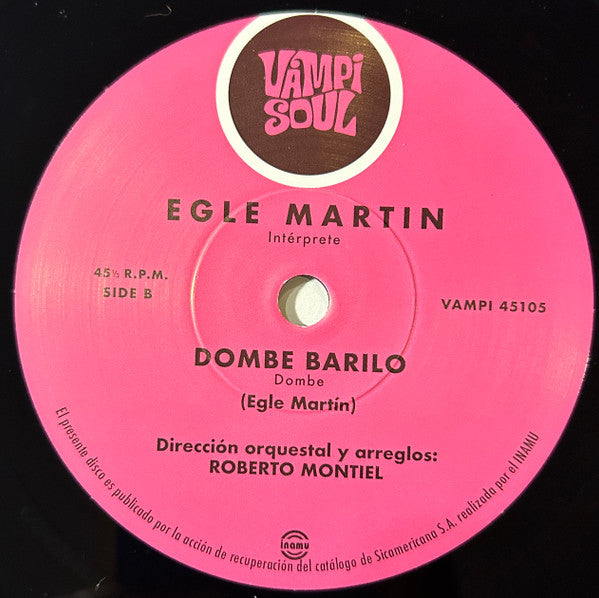 VAMPI
SOUL
EGLE MARTIN
Intérprete
45⅓ R.P.M.
SIDE B
VAMPI 45105
DOMBE BARILO
Dombe
(Egle Martín)
Dirección orquestal y arreglos:
ROBERTO MONTIEL
inamu
El presente disco es publicado por la acción de recuperación del catálogo de Sicamericana S.A. realizada por el INAMU